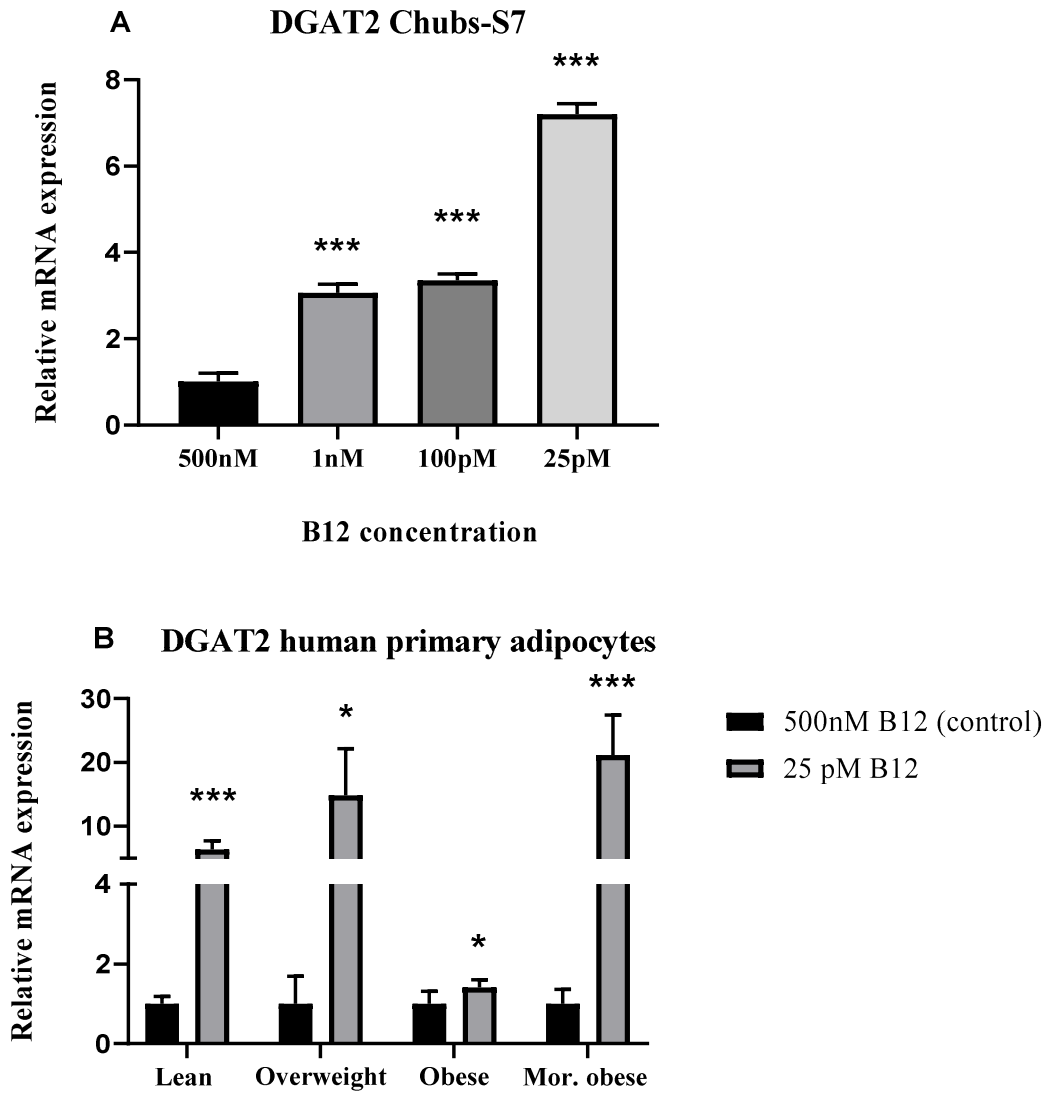 A
DGAT2 Chubs-S7
Relative mRNA expression
8
6
4
2
0
***
***
***
500nM 1nM 100pM 25pM
B12 concentration
B
DGAT2 human primary adipocytes
Relative mRNA expression
30
20
10
4
2
0
***
*
*
***
Lean Overweight Obese Mor. obese
500nM B12 (control)
25 pM B12